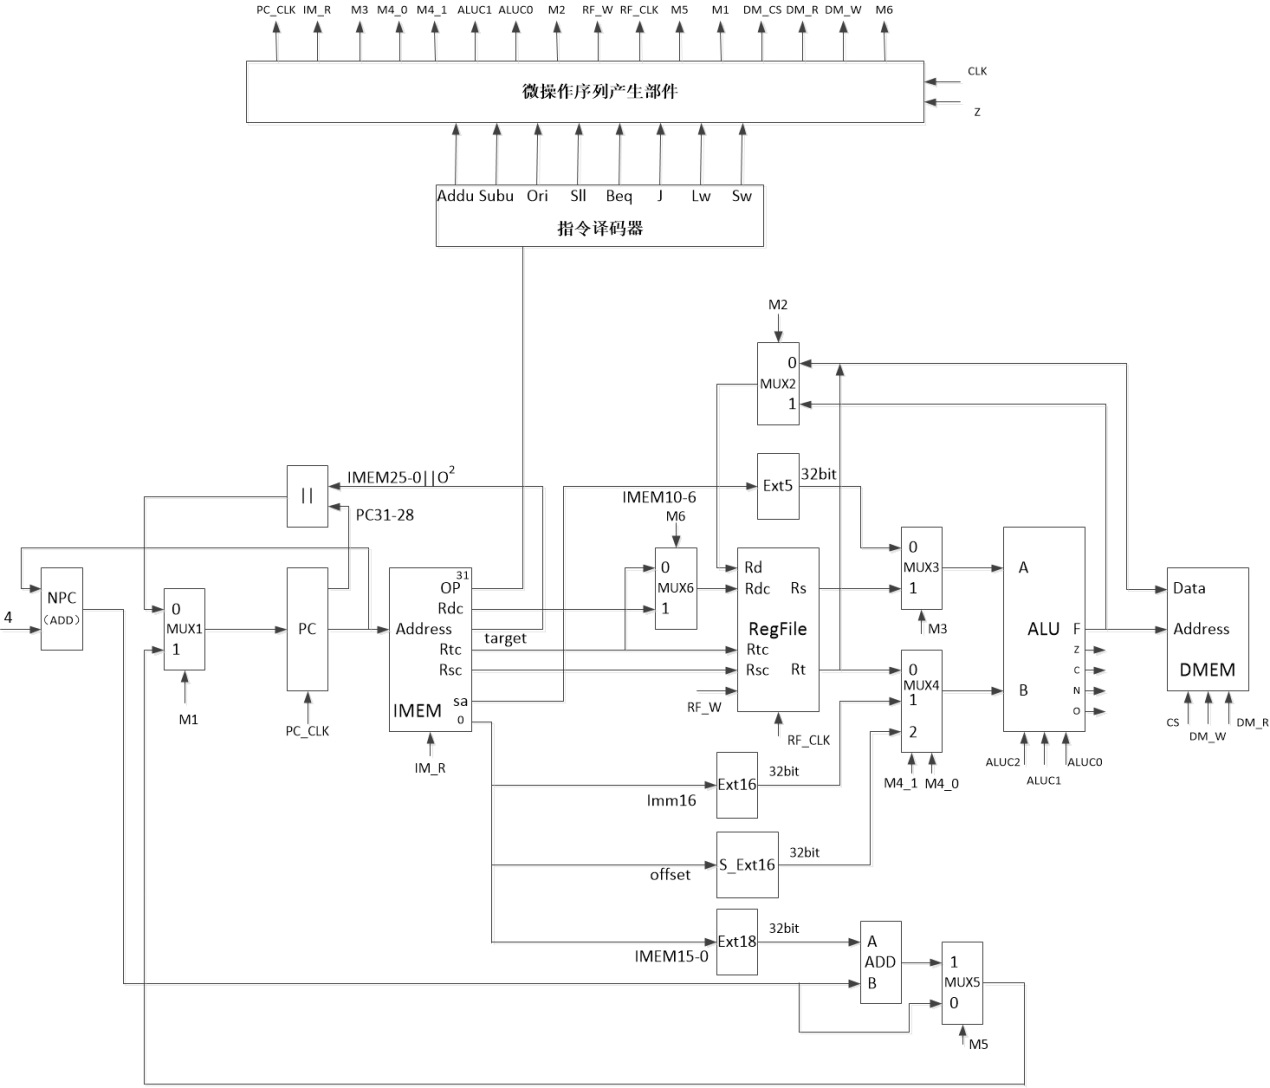 PC_CLK IM_R M3 M4_0 M4_1 ALUC1 ALUC0 M2 RF_W RF_CLK M5 M1 DM_CS DM_R DM_W M6
微操作序列产生部件
CLK
Z
Addu Subu Ori Sll Beq J Lw Sw
指令译码器
M2
0
MUX2
1
IMEM25-0||O2
||
PC31-28
Ext5
32bit
IMEM10-6
M6
0
MUX6
1
NPC
(ADD)
4
0
MUX1
1
M1
PC
PC_CLK
31
OP
Rdc
Address
Rtc
Rsc
sa
IMEM
0
IM_R
target
Rd
Rdc
Rs
RegFile
Rtc
Rsc
Rt
RF_W
RF_CLK
0
MUX3
1
M3
0
MUX4
1
2
M4_1
M4_0
A
ALU
F
Z
C
B
N
O
ALUC2
ALUC1
ALUC0
Data
Address
DMEM
CS
DM_W
DM_R
Ext16
32bit
Imm16
S_Ext16
32bit
offset
Ext18
32bit
IMEM15-0
A
ADD
B
1
MUX5
0
M5